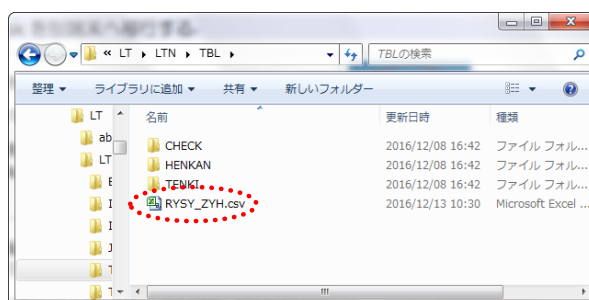 « LT ▸ LTN ▸ TBL ▸ TBLの検索
整理 ▼ ライブラリに追加 ▼ 共有 ▼ 新しいフォルダー
LT
ab
LT
名前 更新日時 種類
CHECK 2016/12/08 16:42 ファイル フォル...
HENKAN 2016/12/08 16:42 ファイル フォル...
TENKI 2016/12/08 16:42 ファイル フォル...
RYSY_ZYH.csv 2016/12/13 10:30 Microsoft Excel ...